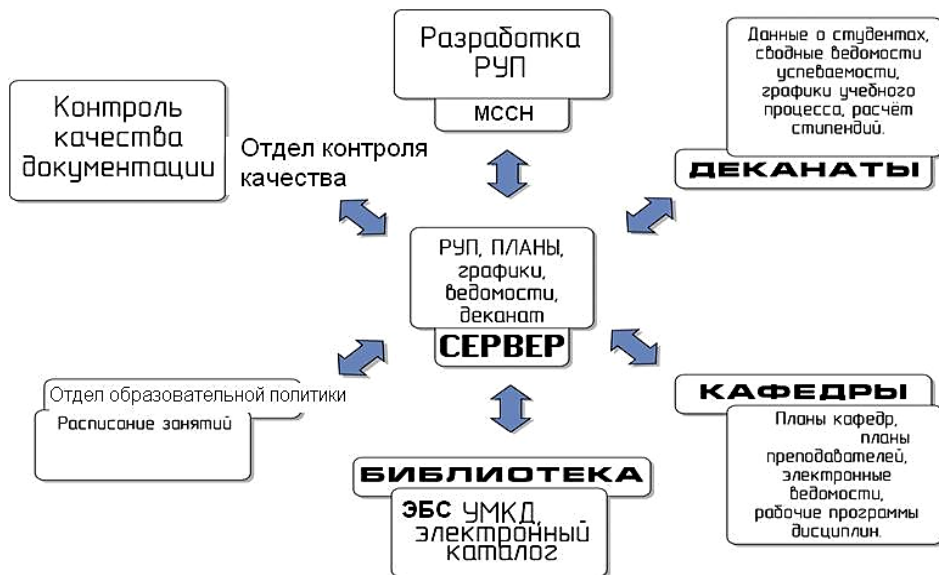 Разработка
РУП
МССН
Данные о студентах,
сводные ведомости
успеваемости,
графики учебного
процесса, расчёт
стипендий.
ДЕКАНАТЫ
Контроль
качества
документации
Отдел контроля
качества
РУП, ПЛАНЫ,
графики,
ведомости,
деканат
СЕРВЕР
Отдел образовательной политики
Расписание занятий
КАФЕДРЫ
Планы кафедр,
планы
преподавателей,
электронные
ведомости,
рабочие программы
дисциплин.
БИБЛИОТЕКА
ЭБС УМКД,
электронный
каталог